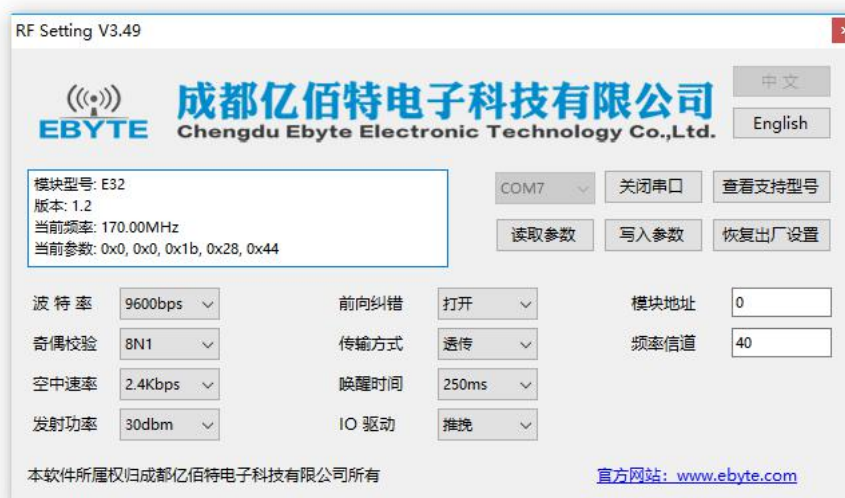 RF Setting V3.49
((•))
EBYTE
成都亿佰特电子科技有限公司
Chengdu Ebyte Electronic Technology Co.,Ltd.
中文
English
模块型号: E32
版本: 1.2
当前频率: 170.00MHz
当前参数: 0x0, 0x0, 0x1b, 0x28, 0x44
COM7 关闭串口 查看支持型号
读取参数 写入参数 恢复出厂设置
波特率 9600bps 前向纠错 打开 模块地址 0
奇偶校验 8N1 传输方式 透传 频率信道 40
空中速率 2.4Kbps 唤醒时间 250ms
发射功率 30dbm IO 驱动 推挽
本软件所属权归成都亿佰特电子科技有限公司所有 官方网站：www.ebyte.com